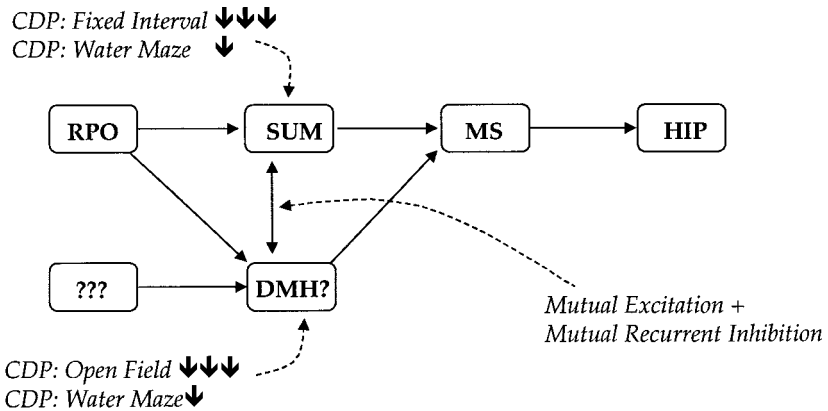 CDP: Fixed Interval ↓↓↓
CDP: Water Maze ↓
RPO
SUM
MS
HIP
???
DMH?
Mutual Excitation +
Mutual Recurrent Inhibition
CDP: Open Field ↓↓↓
CDP: Water Maze↓